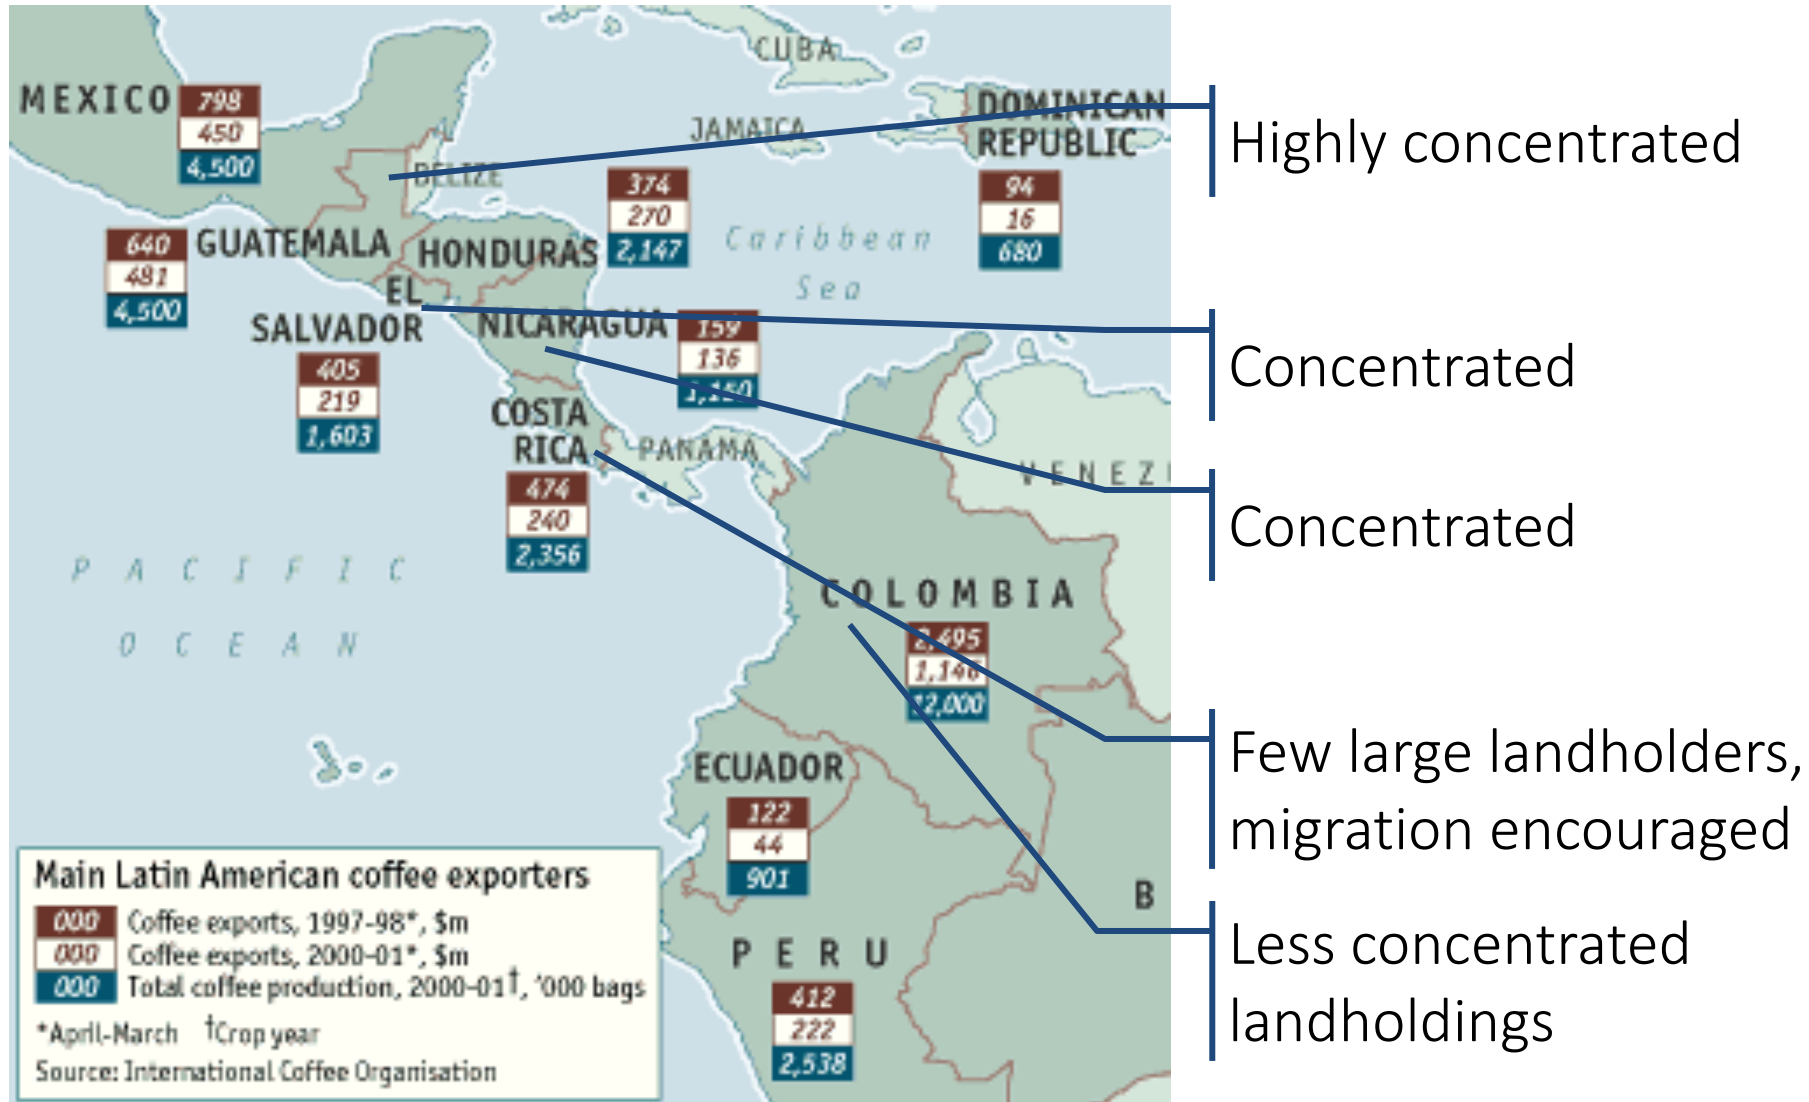 CUBA
MEXICO
798
450
4,500
JAMAICA
DOMINICAN
REPUBLIC
94
16
680
BELIZE
374
270
2,147
Caribbean
Sea
640
481
4,500
GUATEMALA
HONDURAS
EL
SALVADOR
405
219
1,603
NICARAGUA
159
136
1,150
COSTA
RICA
474
240
2,356
PANAMA
VENEZ
PACIFIC
OCEAN
COLOMBIA
2,495
1,146
12,000
ECUADOR
122
44
901
B
PERU
412
222
2,538
Main Latin American coffee exporters
000 Coffee exports, 1997-98*, $m
000 Coffee exports, 2000-01*, $m
000 Total coffee production, 2000-01†, '000 bags
*April-March †Crop year
Source: International Coffee Organisation
Highly concentrated
Concentrated
Concentrated
Few large landholders,
migration encouraged
Less concentrated
landholdings